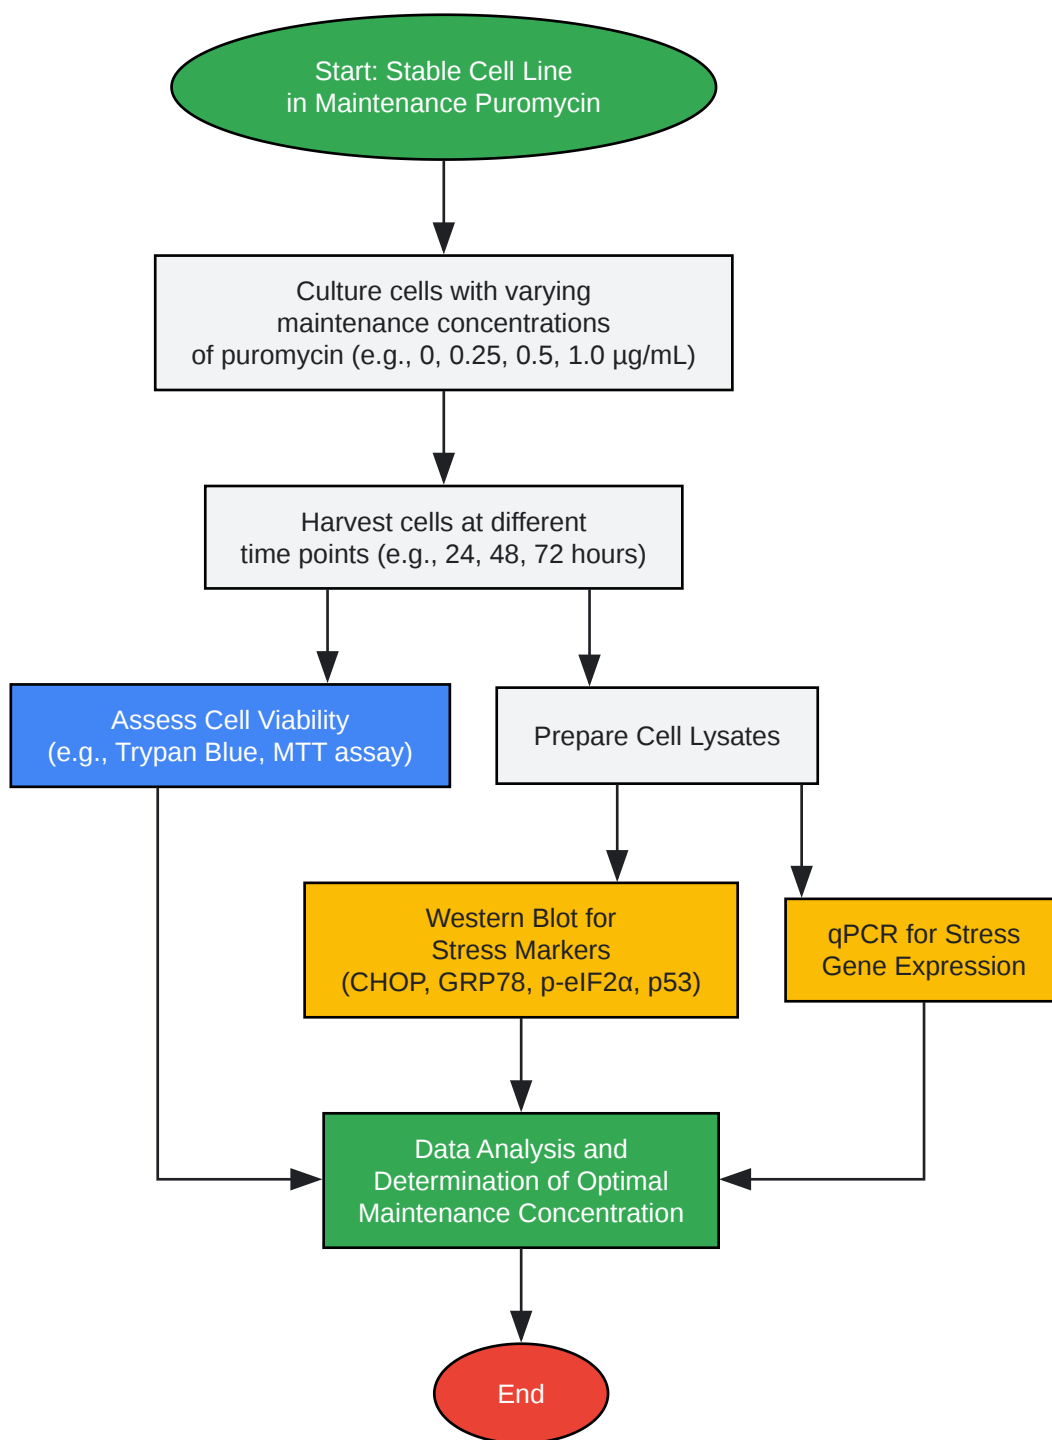 Start: Stable Cell Line
in Maintenance Puromycin
Culture cells with varying
maintenance concentrations
of puromycin (e.g., 0, 0.25, 0.5, 1.0 µg/mL)
Harvest cells at different
time points (e.g., 24, 48, 72 hours)
Assess Cell Viability
(e.g., Trypan Blue, MTT assay)
Prepare Cell Lysates
Western Blot for
Stress Markers
(CHOP, GRP78, p-eIF2α, p53)
qPCR for Stress
Gene Expression
Data Analysis and
Determination of Optimal
Maintenance Concentration
End